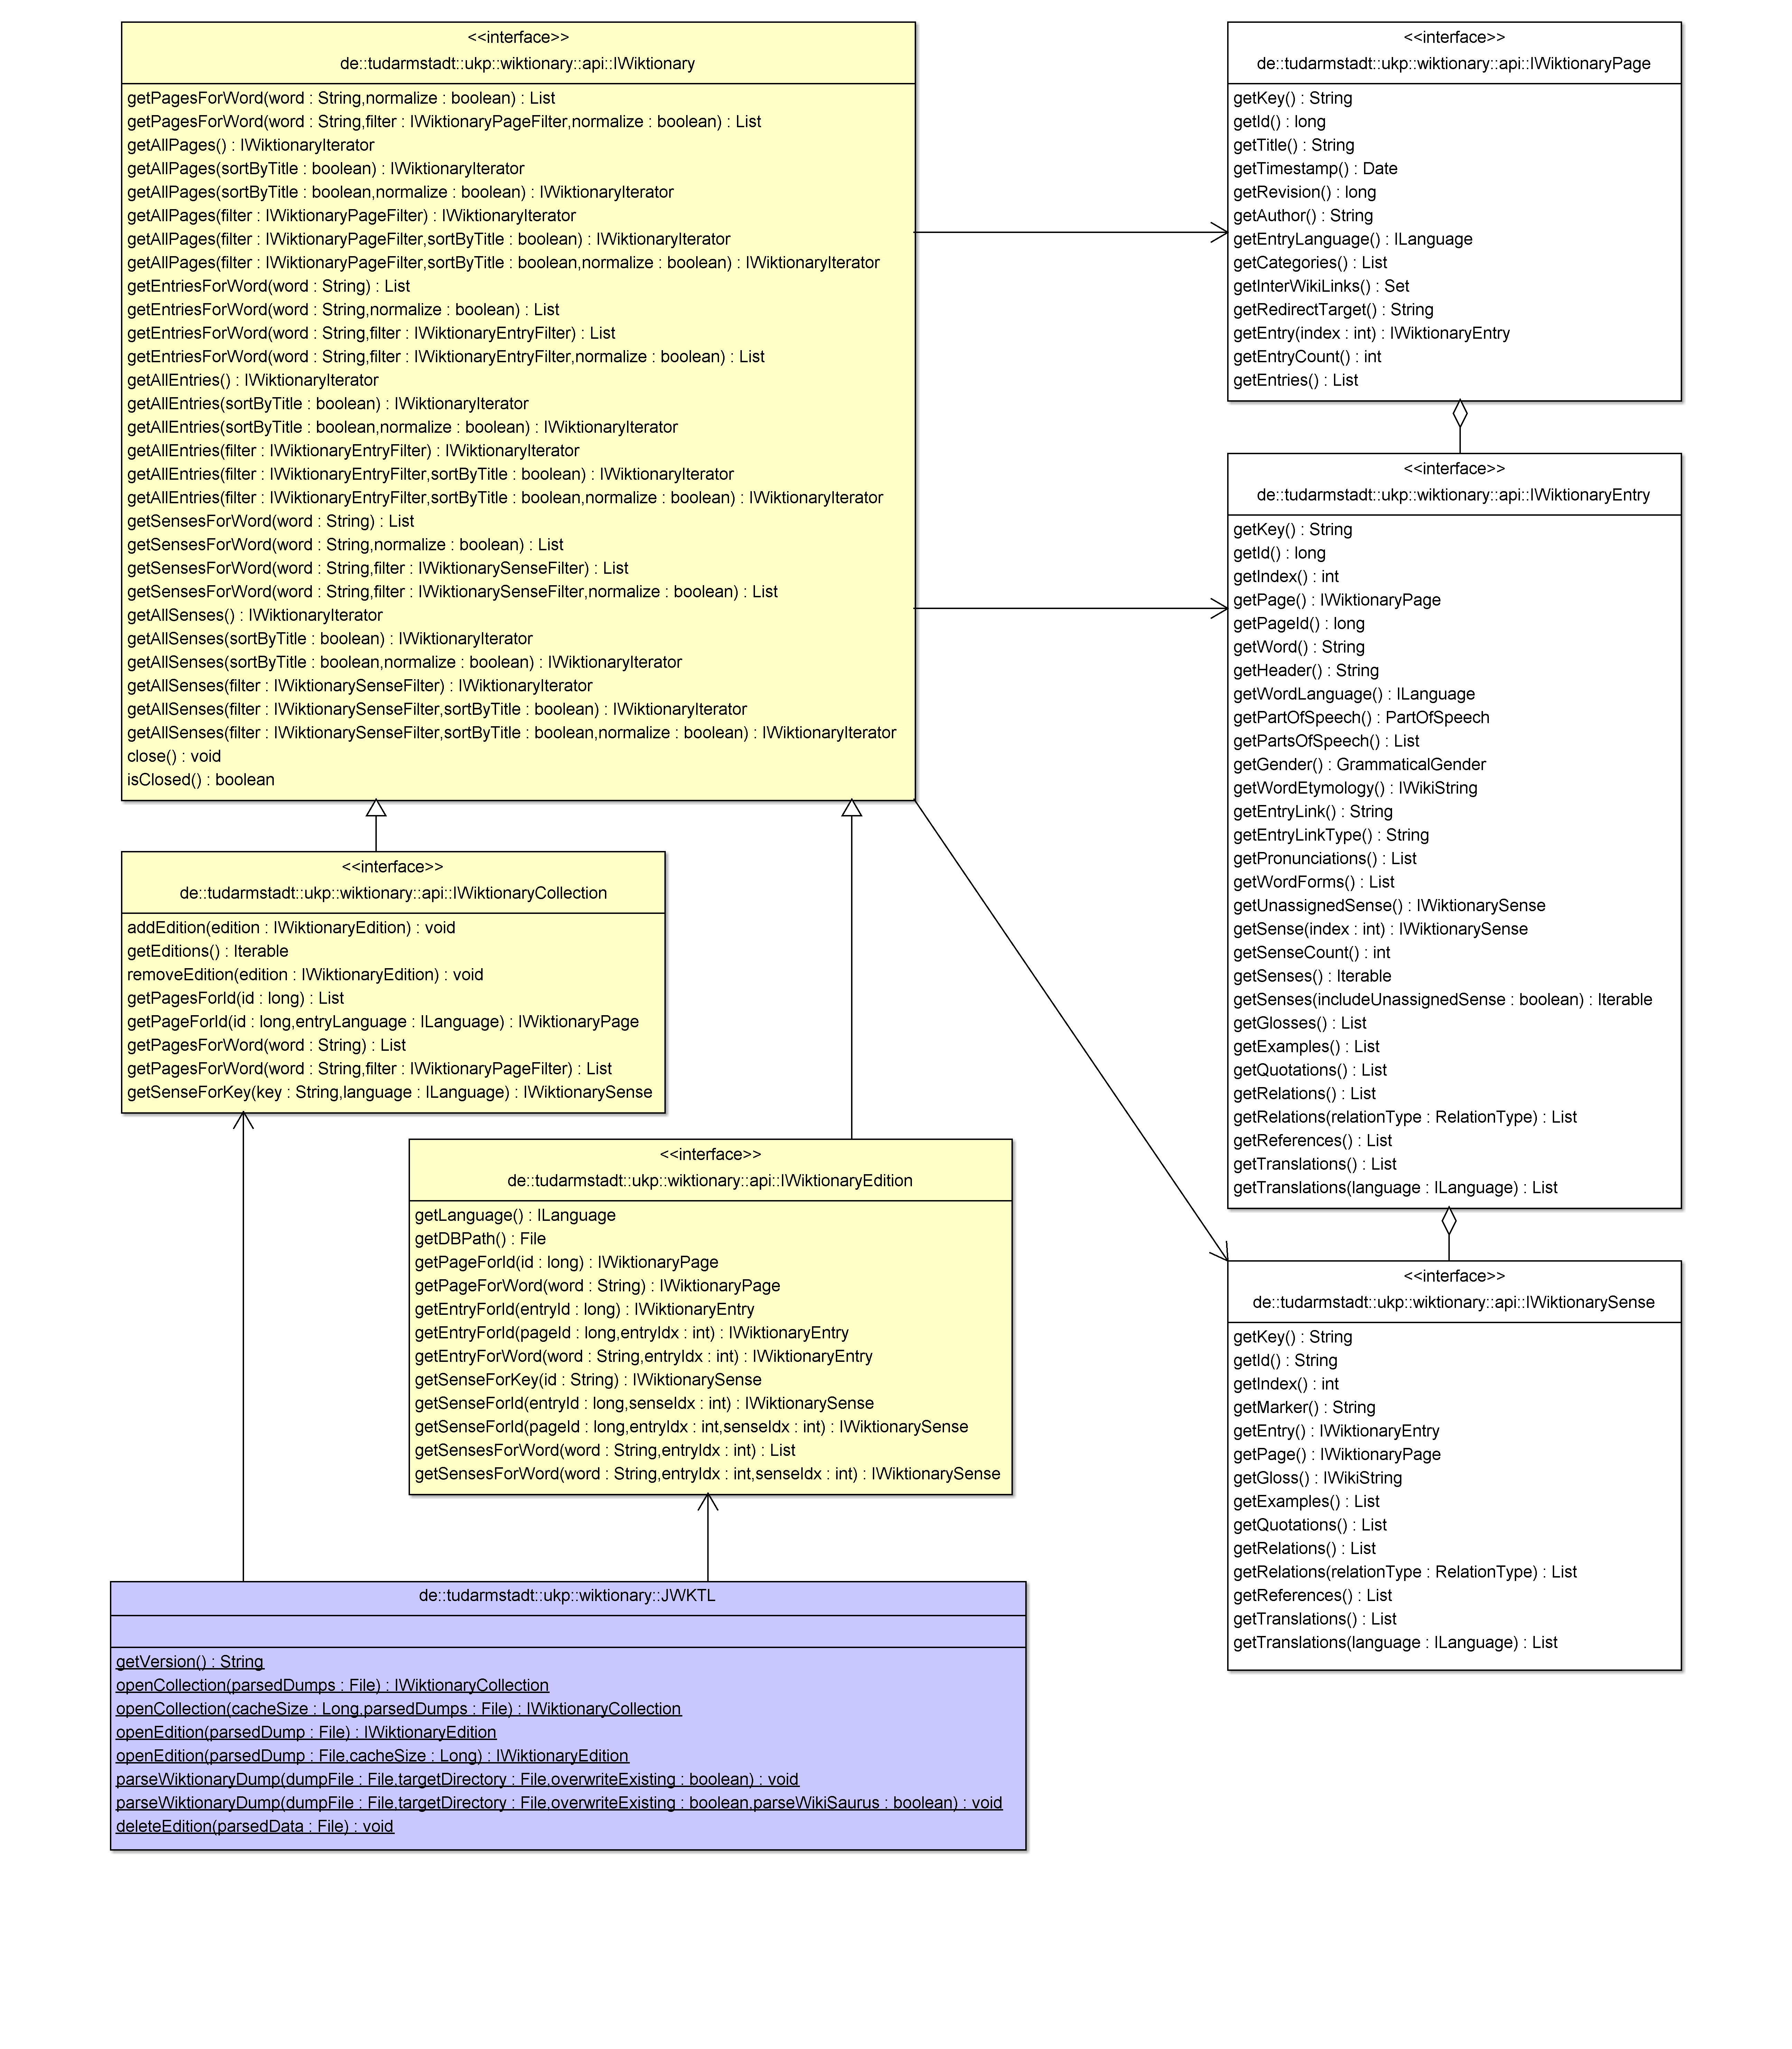 <<interface>>
de::tudarmstadt::ukp::wiktionary::api::IWiktionary
getPagesForWord(word : String,normalize : boolean) : List
getPagesForWord(word : String,filter : IWiktionaryPageFilter,normalize : boolean) : List
getAllPages() : IWiktionaryIterator
getAllPages(sortByTitle : boolean) : IWiktionaryIterator
getAllPages(sortByTitle : boolean,normalize : boolean) : IWiktionaryIterator
getAllPages(filter : IWiktionaryPageFilter) : IWiktionaryIterator
getAllPages(filter : IWiktionaryPageFilter,sortByTitle : boolean) : IWiktionaryIterator
getAllPages(filter : IWiktionaryPageFilter,sortByTitle : boolean,normalize : boolean) : IWiktionaryIterator
getEntriesForWord(word : String) : List
getEntriesForWord(word : String,normalize : boolean) : List
getEntriesForWord(word : String,filter : IWiktionaryEntryFilter) : List
getEntriesForWord(word : String,filter : IWiktionaryEntryFilter,normalize : boolean) : List
getAllEntries() : IWiktionaryIterator
getAllEntries(sortByTitle : boolean) : IWiktionaryIterator
getAllEntries(sortByTitle : boolean,normalize : boolean) : IWiktionaryIterator
getAllEntries(filter : IWiktionaryEntryFilter) : IWiktionaryIterator
getAllEntries(filter : IWiktionaryEntryFilter,sortByTitle : boolean) : IWiktionaryIterator
getAllEntries(filter : IWiktionaryEntryFilter,sortByTitle : boolean,normalize : boolean) : IWiktionaryIterator
getSensesForWord(word : String) : List
getSensesForWord(word : String,normalize : boolean) : List
getSensesForWord(word : String,filter : IWiktionarySenseFilter) : List
getSensesForWord(word : String,filter : IWiktionarySenseFilter,normalize : boolean) : List
getAllSenses() : IWiktionaryIterator
getAllSenses(sortByTitle : boolean) : IWiktionaryIterator
getAllSenses(sortByTitle : boolean,normalize : boolean) : IWiktionaryIterator
getAllSenses(filter : IWiktionarySenseFilter) : IWiktionaryIterator
getAllSenses(filter : IWiktionarySenseFilter,sortByTitle : boolean) : IWiktionaryIterator
getAllSenses(filter : IWiktionarySenseFilter,sortByTitle : boolean,normalize : boolean) : IWiktionaryIterator
close() : void
isClosed() : boolean
<<interface>>
de::tudarmstadt::ukp::wiktionary::api::IWiktionaryCollection
addEdition(edition : IWiktionaryEdition) : void
getEditions() : Iterable
removeEdition(edition : IWiktionaryEdition) : void
getPagesForId(id : long) : List
getPageForId(id : long,entryLanguage : ILanguage) : IWiktionaryPage
getPagesForWord(word : String) : List
getPagesForWord(word : String,filter : IWiktionaryPageFilter) : List
getSenseForKey(key : String,language : ILanguage) : IWiktionarySense
<<interface>>
de::tudarmstadt::ukp::wiktionary::api::IWiktionaryEdition
getLanguage() : ILanguage
getDBPath() : File
getPageForId(id : long) : IWiktionaryPage
getPageForWord(word : String) : IWiktionaryPage
getEntryForId(entryId : long) : IWiktionaryEntry
getEntryForId(pageId : long,entryIdx : int) : IWiktionaryEntry
getEntryForWord(word : String,entryIdx : int) : IWiktionaryEntry
getSenseForKey(id : String) : IWiktionarySense
getSenseForId(entryId : long,senseIdx : int) : IWiktionarySense
getSenseForId(pageId : long,entryIdx : int,senseIdx : int) : IWiktionarySense
getSensesForWord(word : String,entryIdx : int) : List
getSensesForWord(word : String,entryIdx : int,senseIdx : int) : IWiktionarySense
de::tudarmstadt::ukp::wiktionary::JWKTL
getVersion() : String
openCollection(parsedDumps : File) : IWiktionaryCollection
openCollection(cacheSize : Long,parsedDumps : File) : IWiktionaryCollection
openEdition(parsedDump : File) : IWiktionaryEdition
openEdition(parsedDump : File,cacheSize : Long) : IWiktionaryEdition
parseWiktionaryDump(dumpFile : File,targetDirectory : File,overwriteExisting : boolean) : void
parseWiktionaryDump(dumpFile : File,targetDirectory : File,overwriteExisting : boolean,parseWikiSaurus : boolean) : void
deleteEdition(parsedData : File) : void
<<interface>>
de::tudarmstadt::ukp::wiktionary::api::IWiktionaryPage
getKey() : String
getId() : long
getTitle() : String
getTimestamp() : Date
getRevision() : long
getAuthor() : String
getEntryLanguage() : ILanguage
getCategories() : List
getInterWikiLinks() : Set
getRedirectTarget() : String
getEntry(index : int) : IWiktionaryEntry
getEntryCount() : int
getEntries() : List
<<interface>>
de::tudarmstadt::ukp::wiktionary::api::IWiktionaryEntry
getKey() : String
getId() : long
getIndex() : int
getPage() : IWiktionaryPage
getPageId() : long
getWord() : String
getHeader() : String
getWordLanguage() : ILanguage
getPartOfSpeech() : PartOfSpeech
getPartsOfSpeech() : List
getGender() : GrammaticalGender
getWordEtymology() : IWikiString
getEntryLink() : String
getEntryLinkType() : String
getPronunciations() : List
getWordForms() : List
getUnassignedSense() : IWiktionarySense
getSense(index : int) : IWiktionarySense
getSenseCount() : int
getSenses() : Iterable
getSenses(includeUnassignedSense : boolean) : Iterable
getGlosses() : List
getExamples() : List
getQuotations() : List
getRelations() : List
getRelations(relationType : RelationType) : List
getReferences() : List
getTranslations() : List
getTranslations(language : ILanguage) : List
<<interface>>
de::tudarmstadt::ukp::wiktionary::api::IWiktionarySense
getKey() : String
getId() : String
getIndex() : int
getMarker() : String
getEntry() : IWiktionaryEntry
getPage() : IWiktionaryPage
getGloss() : IWikiString
getExamples() : List
getQuotations() : List
getRelations() : List
getRelations(relationType : RelationType) : List
getReferences() : List
getTranslations() : List
getTranslations(language : ILanguage) : List